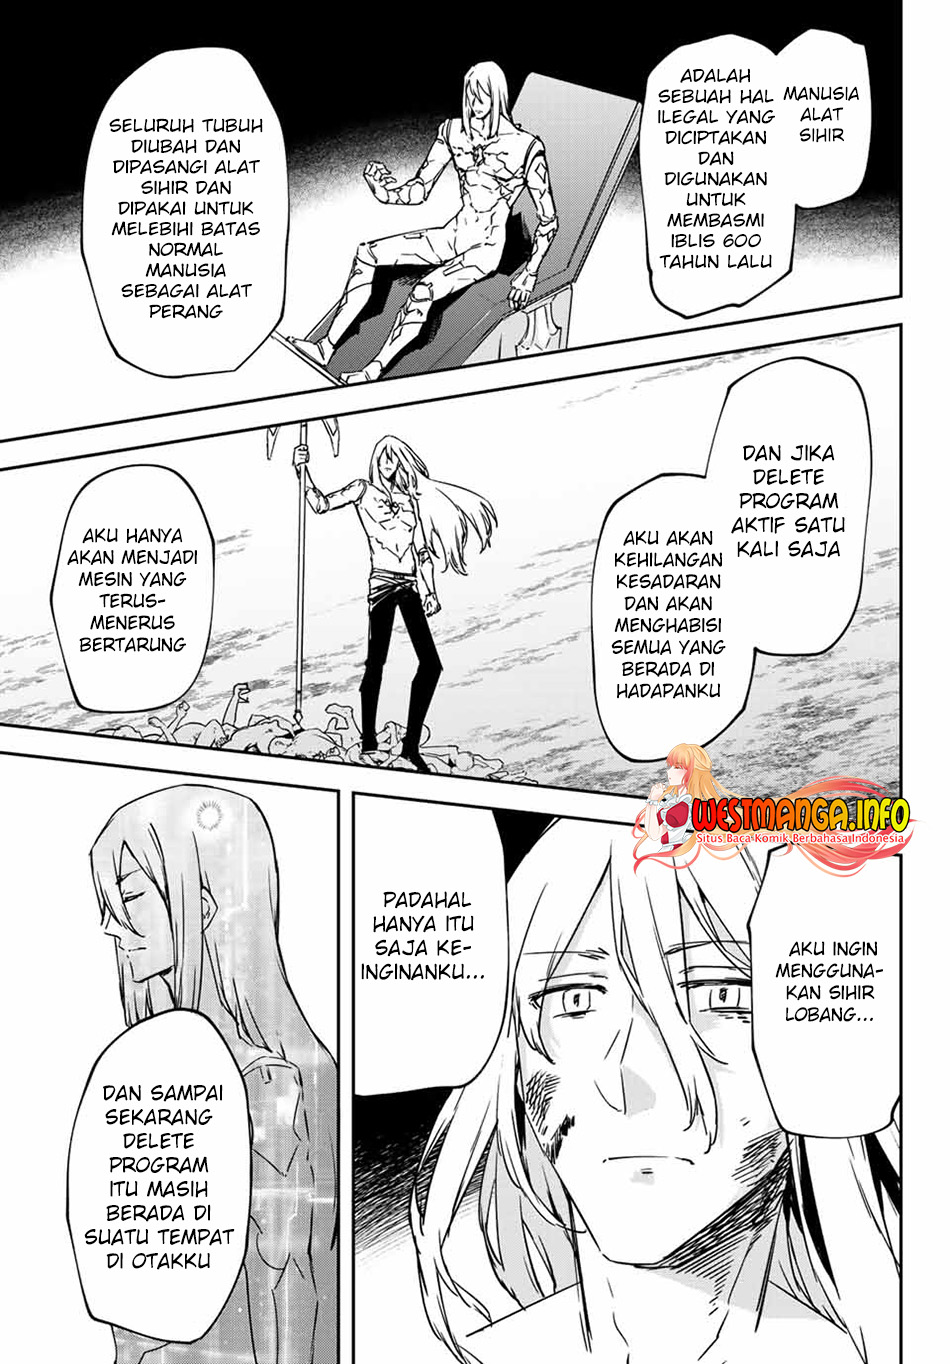 MANUSIA
ALAT
SIHIR
ADALAH
SEBUAH HAL
ILEGAL YANG
DICIPTAKAN
DAN
DIGUNAKAN
UNTUK
MEMBASMI
IBLIS 600
TAHUN LALU
SELURUH TUBUH
DIUBAH DAN
DIPASANGI ALAT
SIHIR DAN
DIPAKAI UNTUK
MELEBIHI BATAS
NORMAL
MANUSIA
SEBAGAI ALAT
PERANG
DAN JIKA
DELETE
PROGRAM
AKTIF SATU
KALI SAJA
AKU AKAN
KEHILANGAN
KESADARAN
DAN AKAN
MENGHABISI
SEMUA YANG
BERADA DI
HADAPANKU
AKU HANYA
AKAN MENJADI
MESIN YANG
TERUS-
MENERUS
BERTARUNG
WESTMANGA.INFO
Situs Baca Komik Berbahasa Indonesia
AKU INGIN
MENGGUNA-
KAN SIHIR
LOBANG...
PADAHAL
HANYA ITU
SAJA KE-
INGINANKU...
DAN SAMPAI
SEKARANG
DELETE
PROGRAM
ITU MASIH
BERADA DI
SUATU TEMPAT
DI OTAKKU